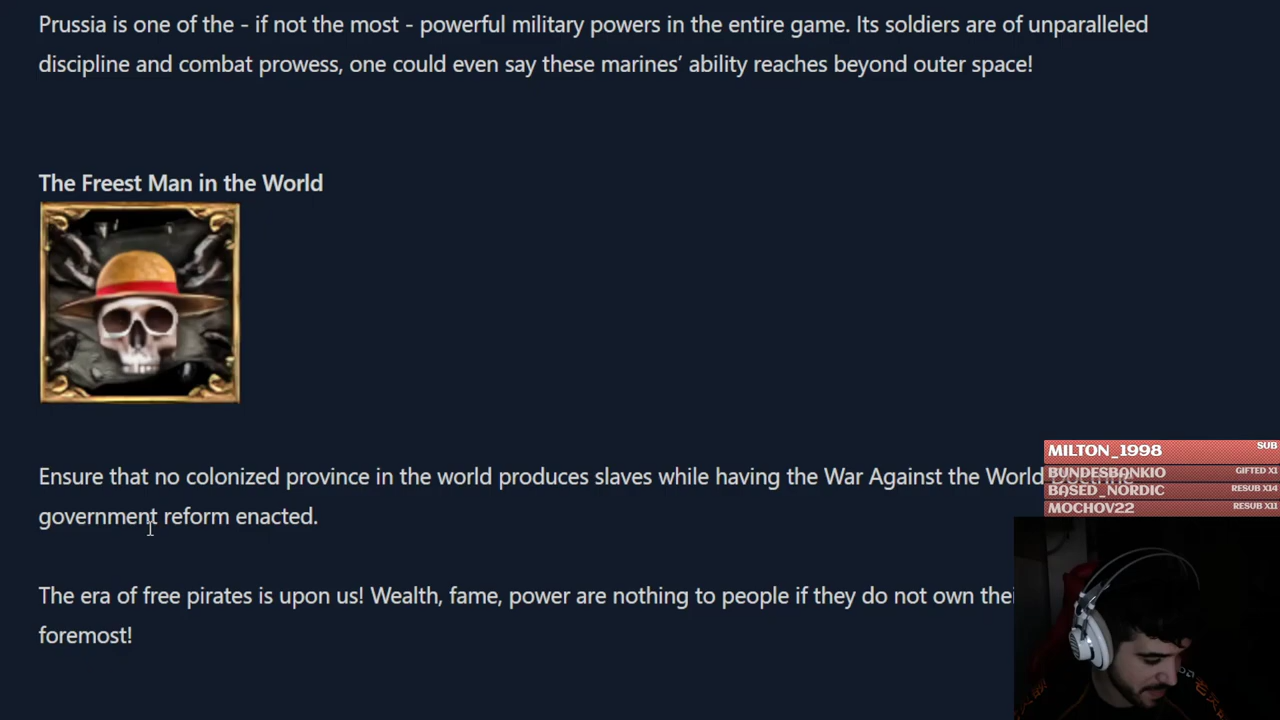 Prussia is one of the - if not the most - powerful military powers in the entire game. Its soldiers are of unparalleled
discipline and combat prowess, one could even say these marines’ ability reaches beyond outer space!
The Freest Man in the World
Ensure that no colonized province in the world produces slaves while having the War Against the World Doctrine
government reform enacted.
The era of free pirates is upon us! Wealth, fame, power are nothing to people if they do not own
foremost!
MILTON_1998 SUB
BUNDESBANKIO GIFTED X1
BASED_NORDIC RESUB X14
MOCHOV22 RESUB X11